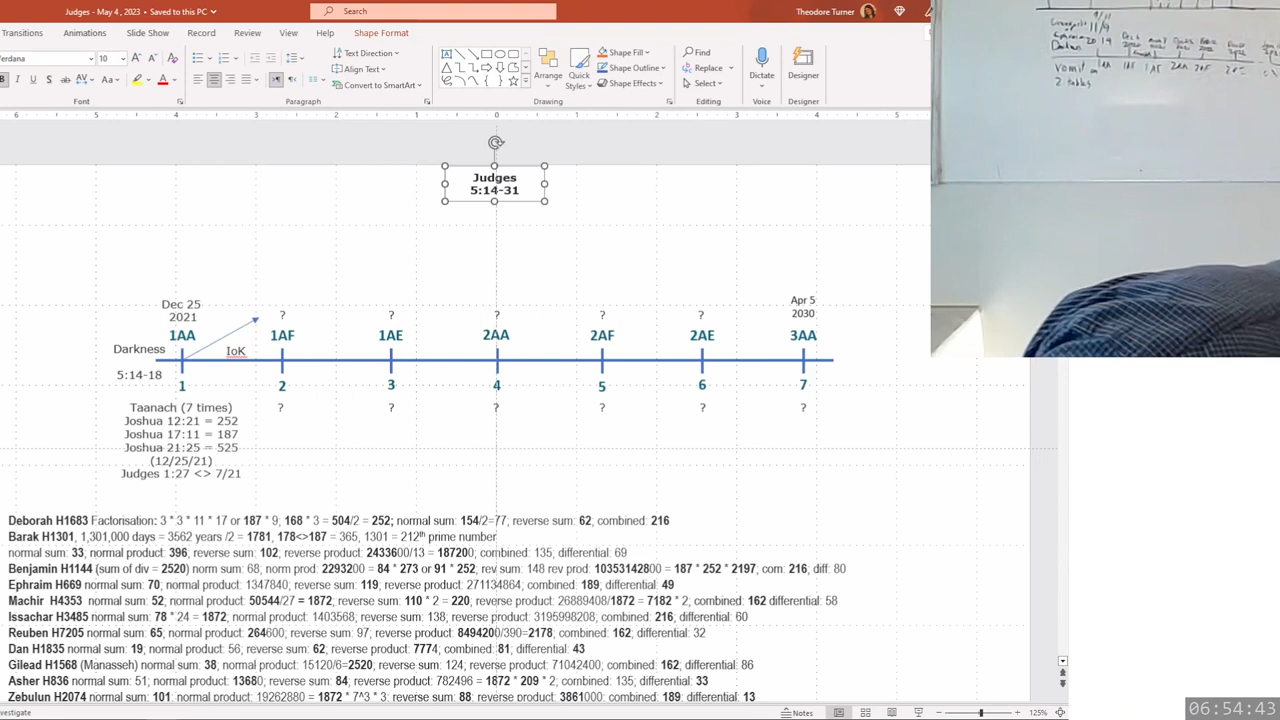 Judges - May 4 , 2023 • Saved to this PC
Search
Theodore Turner
Transitions Animations Slide Show Record Review View Help Shape Format
Verdana 10
Text Direction
Align Text
Convert to SmartArt
Arrange
Quick Styles
Shape Fill
Shape Outline
Shape Effects
Find
Replace
Select
Dictate
Designer
Font Paragraph Drawing Editing Voice Designer
6 5 4 3 2 1 0 1 2 3 4 5
Judges
5:14-31
Dec 25
2021
Apr 5
2030
? ? ? ? ?
1AA 1AF 1AE 2AA 2AF 2AE 3AA
Darkness
IoK
5:14-18
1 2 3 4 5 6 7
Taanach (7 times)
? ? ? ? ? ?
Joshua 12:21 = 252
Joshua 17:11 = 187
Joshua 21:25 = 525
(12/25/21)
Judges 1:27 <> 7/21
Deborah H1683 Factorisation: 3 * 3 * 11 * 17 or 187 * 9; 168 * 3 = 504/2 = 252; normal sum: 154/2=77; reverse sum: 62, combined: 216
Barak H1301, 1,301,000 days = 3562 years /2 = 1781, 178<>187 = 365, 1301 = 212th prime number
normal sum: 33, normal product: 396, reverse sum: 102, reverse product: 2433600/13 = 187200, combined: 135, differential: 69
Benjamin H1144 (sum of div = 2520) norm sum: 68; norm prod: 2293200 = 84 * 273 or 91 * 252, rev sum: 148 rev prod: 10353142800 = 187 * 252 * 2197, com: 216, diff: 80
Ephraim H669 normal sum: 70, normal product: 1347840, reverse sum: 119, reverse product: 271134864, combined: 189, differential: 49
Machir H4353 normal sum: 52, normal product: 50544/27 = 1872, reverse sum: 110 * 2 = 220, reverse product: 26889408/1872 = 7182 * 2, combined: 162 differential: 58
Issachar H3485 normal sum: 78 * 24 = 1872, normal product: 1403568, reverse sum: 138, reverse product: 3195998208, combined: 216, differential: 60
Reuben H7205 normal sum: 65, normal product: 264600, reverse sum: 97, reverse product: 8494200/390=2178, combined: 162, differential: 32
Dan H1835 normal sum: 19, normal product: 56, reverse sum: 62, reverse product: 7774, combined: 81, differential: 43
Gilead H1568 (Manasseh) normal sum: 38, normal product: 15120/6=2520, reverse sum: 124, reverse product: 71042400, combined: 162, differential: 86
Asher H836 normal sum: 51, normal product: 13680, reverse sum: 84, reverse product: 782496 = 1872 * 209 * 2, combined: 135, differential: 33
Zebulun H2074 normal sum: 101, normal product: 19262880 = 1872 * 7^3 * 3; reverse sum: 88, reverse product: 3861000; combined: 189; differential: 13
Notes
125%
06:54:43